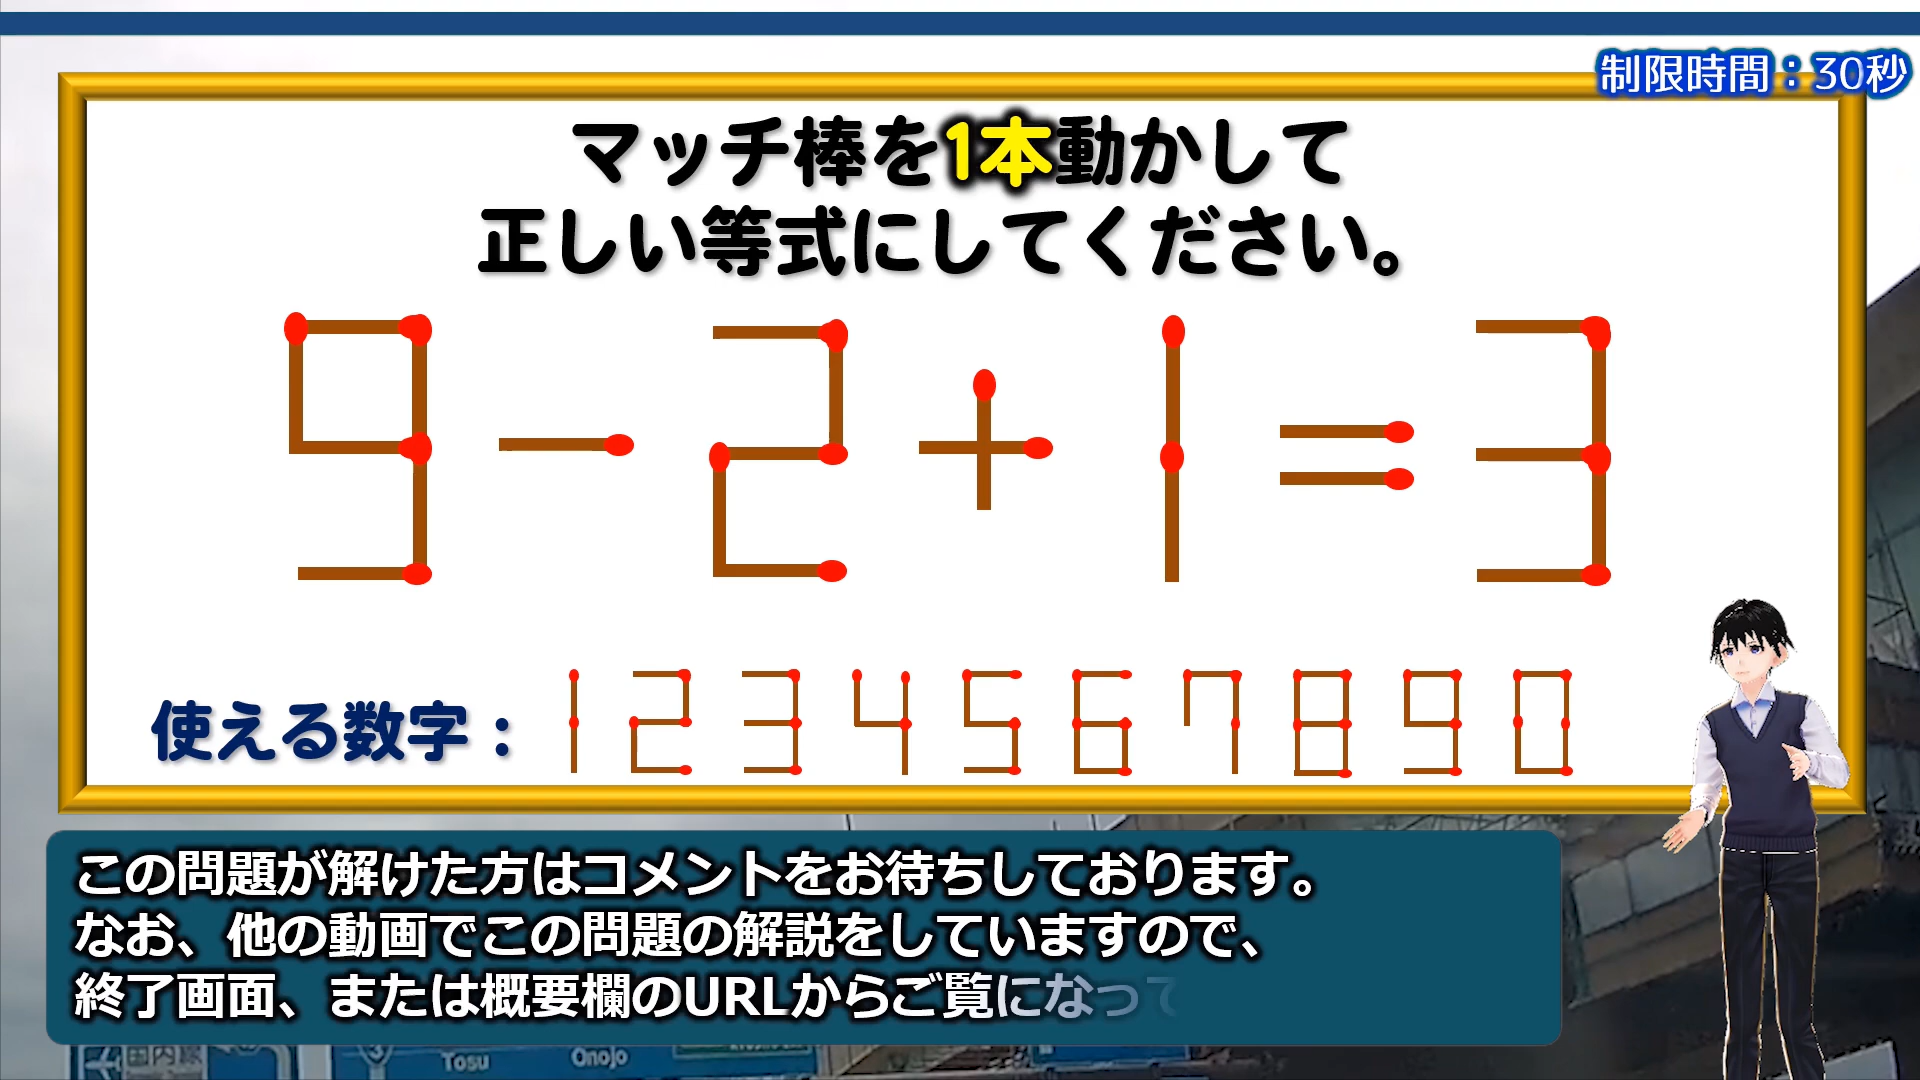 制限時間：30秒
マッチ棒を1本動かして
正しい等式にしてください。
9-2+1=3
使える数字：1234567890
この問題が解けた方はコメントをお待ちしております。
なお、他の動画でこの問題の解説をしていますので、
終了画面、または概要欄のURLからご覧になって
国内線
Tosu
Onojo